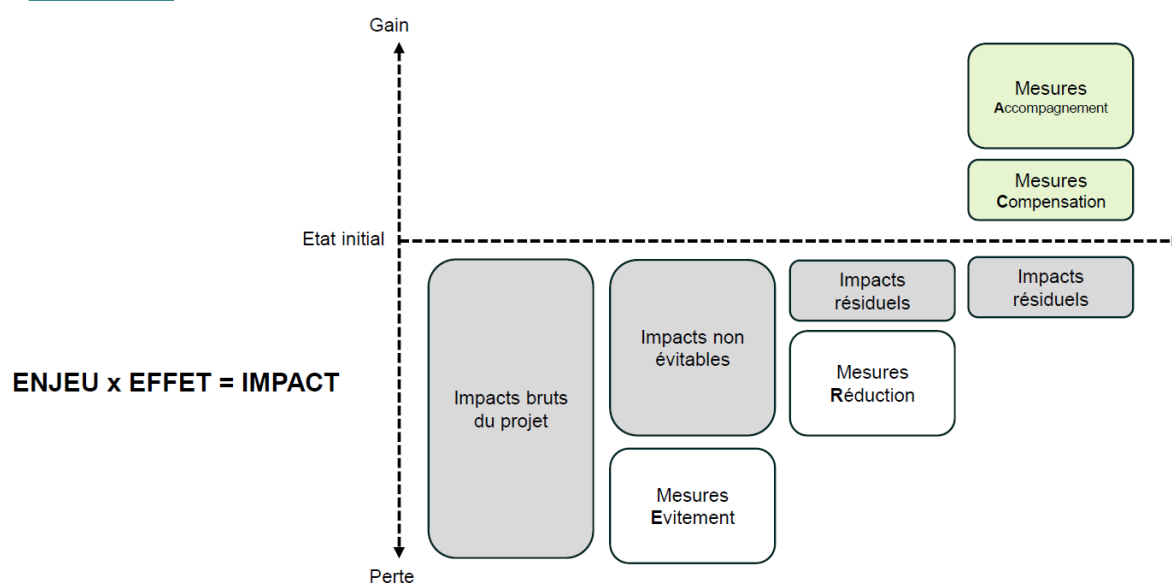 Gain
Mesures
Accompagnement
Mesures
Compensation
Etat initial
Impacts bruts
du projet
Impacts non
évitables
Mesures
Evitement
Impacts
résiduels
Mesures
Réduction
Impacts
résiduels
ENJEU x EFFET = IMPACT
Perte